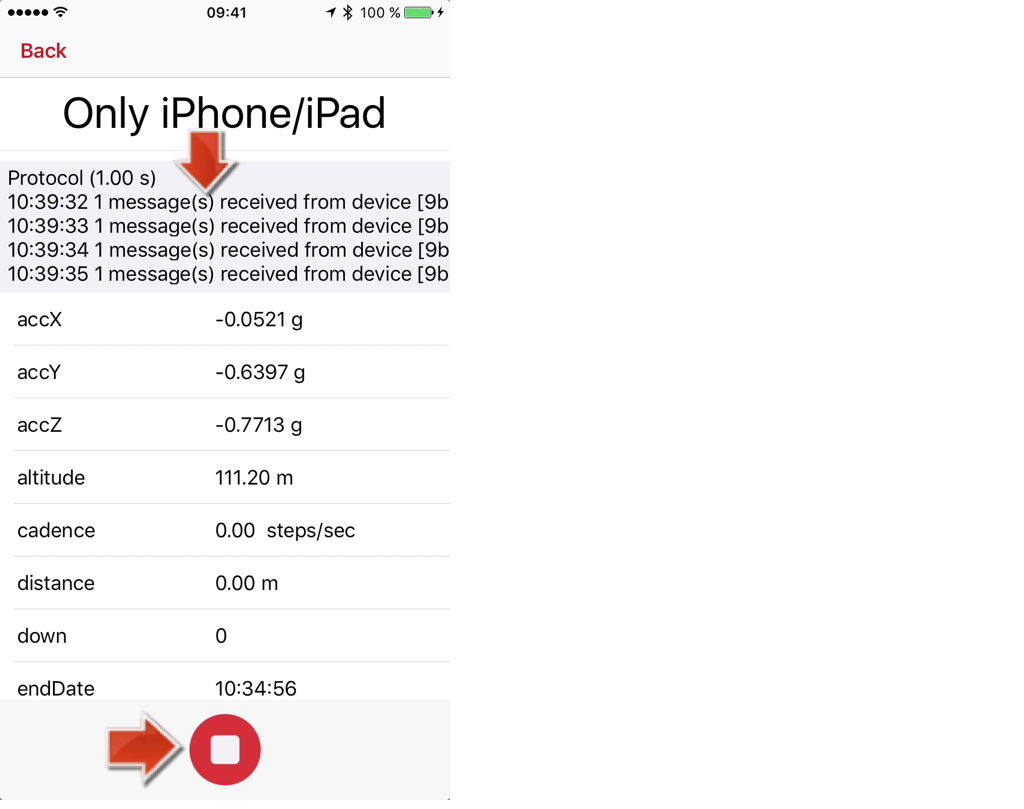 09:41 100 %
Back
Only iPhone/iPad
Protocol (1.00 s)
10:39:32 1 message(s) received from device [9b
10:39:33 1 message(s) received from device [9b
10:39:34 1 message(s) received from device [9b
10:39:35 1 message(s) received from device [9b
accX -0.0521 g
accY -0.6397 g
accZ -0.7713 g
altitude 111.20 m
cadence 0.00 steps/sec
distance 0.00 m
down 0
endDate 10:34:56